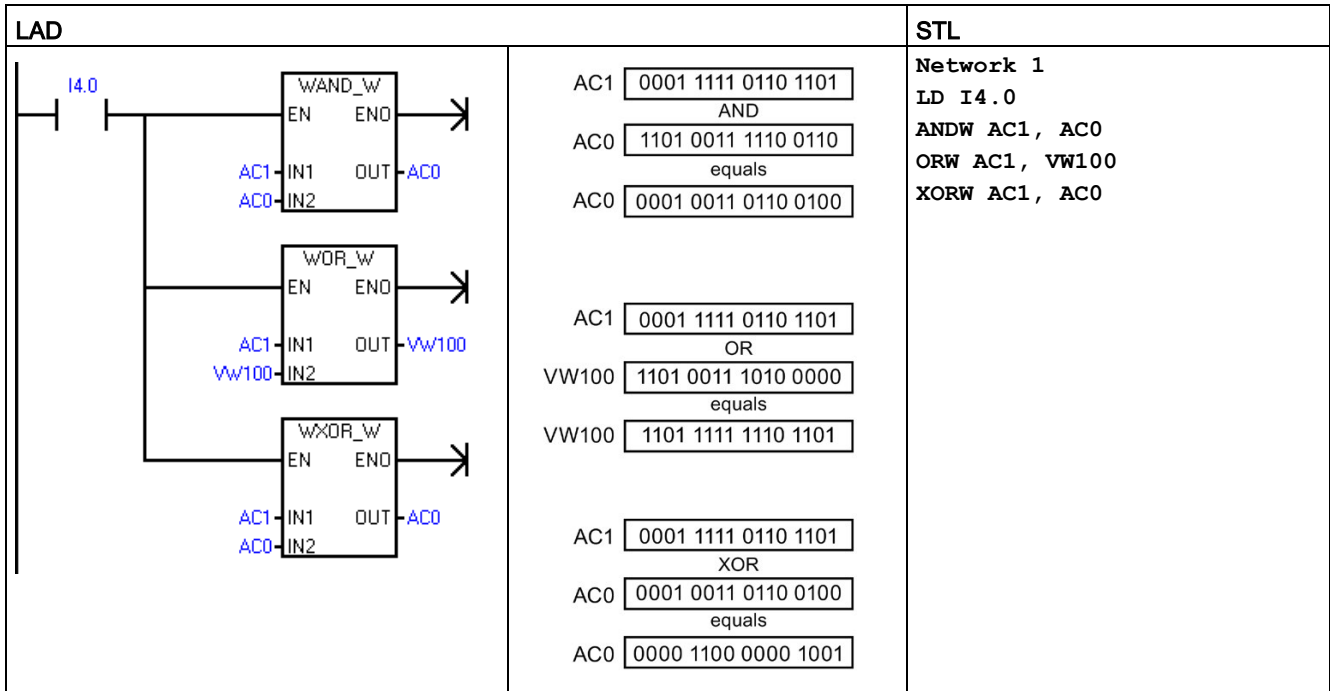 LAD
STL
I4.0
WAND_W
EN ENO
AC1 IN1 OUT AC0
AC0 IN2
WOR_W
EN ENO
AC1 IN1 OUT VW100
VW100 IN2
WXOR_W
EN ENO
AC1 IN1 OUT AC0
AC0 IN2
AC1 0001 1111 0110 1101
AND
AC0 1101 0011 1110 0110
equals
AC0 0001 0011 0110 0100
AC1 0001 1111 0110 1101
OR
VW100 1101 0011 1010 0000
equals
VW100 1101 1111 1110 1101
AC1 0001 1111 0110 1101
XOR
AC0 0001 0011 0110 0100
equals
AC0 0000 1100 0000 1001
Network 1
LD I4.0
ANDW AC1, AC0
ORW AC1, VW100
XORW AC1, AC0